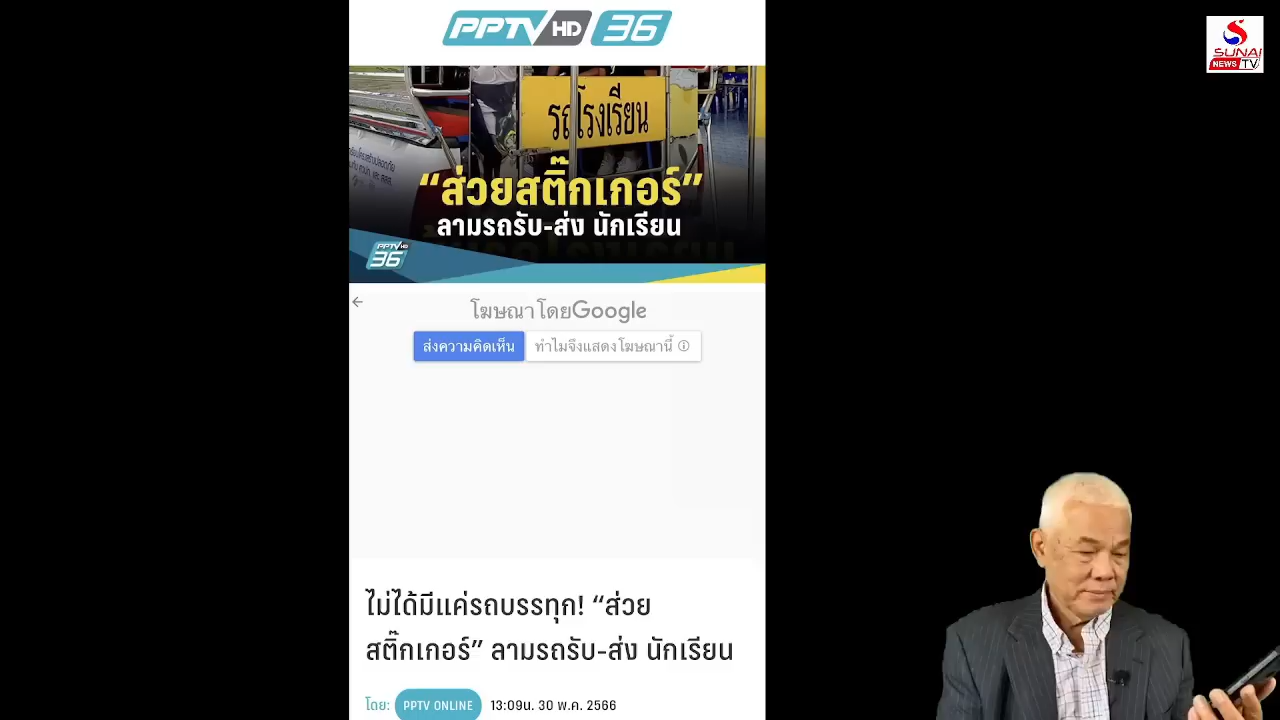 PPTV HD 36
SUNAI
NEWS TV
รถโรงเรียน
“ส่วยสติ๊กเกอร์”
ลามรถรับ-ส่ง นักเรียน
PPTV HD
36
โฆษณาโดยGoogle
ส่งความคิดเห็น
ทำไมจึงแสดงโฆษณานี้
ไม่ได้มีแค่รถบรรทุก! “ส่วย
สติ๊กเกอร์” ลามรถรับ-ส่ง นักเรียน
โดย: PPTV ONLINE 13:09น. 30 พ.ค. 2566